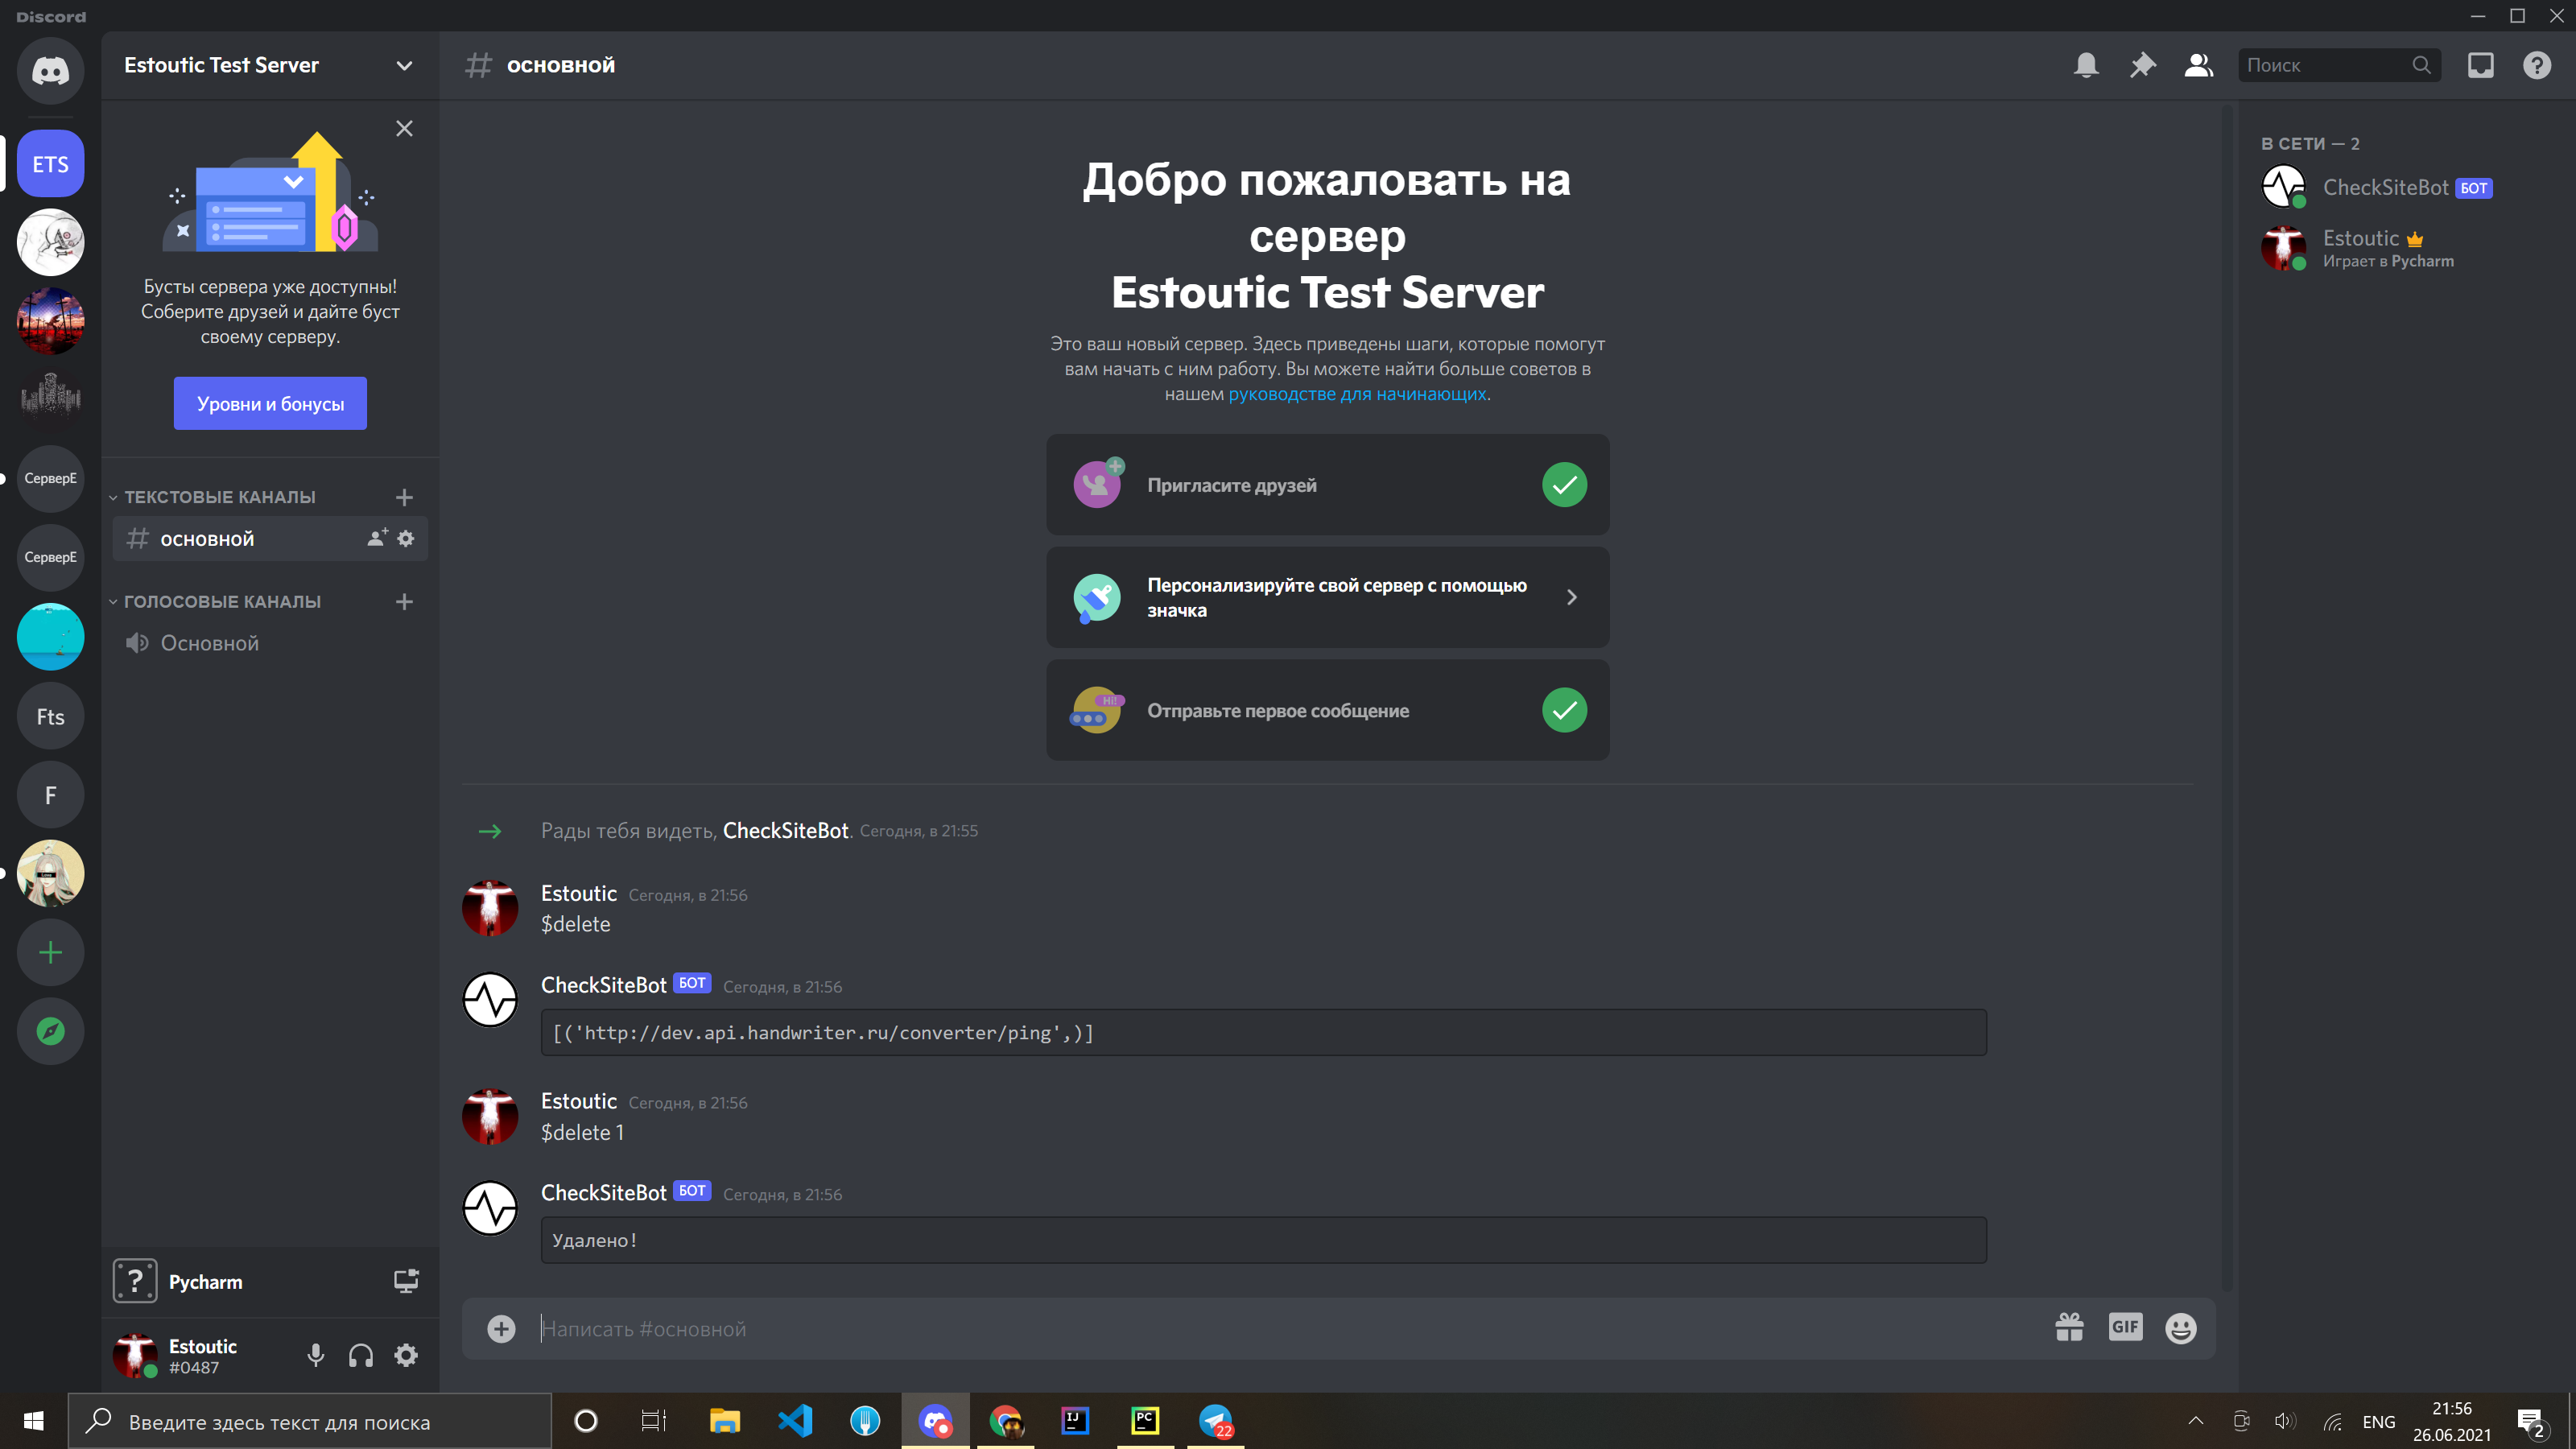 Discord
Estoutic Test Server
основной
Поиск
ETS
Бусты сервера уже доступны!
Соберите друзей и дайте буст
своему серверу.
Уровни и бонусы
СерверЕ
СерверЕ
Fts
F
ТЕКСТОВЫЕ КАНАЛЫ
основной
ГОЛОСОВЫЕ КАНАЛЫ
Основной
Добро пожаловать на
сервер
Estoutic Test Server
Это ваш новый сервер. Здесь приведены шаги, которые помогут
вам начать с ним работу. Вы можете найти больше советов в
нашем руководстве для начинающих.
Пригласите друзей
Персонализируйте свой сервер с помощью
значка
Hi!
Отправьте первое сообщение
Рады тебя видеть, CheckSiteBot. Сегодня, в 21:55
Estoutic Сегодня, в 21:56
$delete
CheckSiteBot БОТ Сегодня, в 21:56
[('http://dev.api.handwriter.ru/converter/ping',)]
Estoutic Сегодня, в 21:56
$delete 1
CheckSiteBot БОТ Сегодня, в 21:56
Удалено!
Написать #основной
GIF
В СЕТИ — 2
CheckSiteBot БОТ
Estoutic
Играет в Pycharm
? Pycharm
Estoutic
#0487
Введите здесь текст для поиска
IJ
PC
22
ENG
21:56
26.06.2021
2